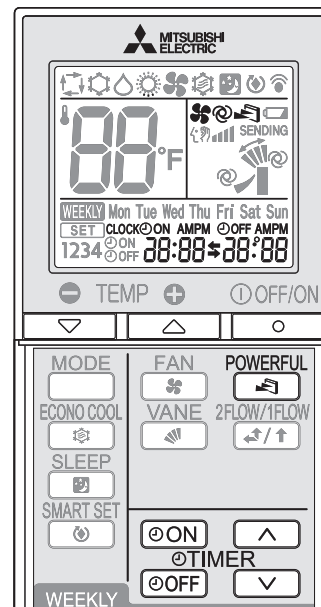 MITSUBISHI
ELECTRIC
88°F
SENDING
WEEKLY Mon Tue Wed Thu Fri Sat Sun
SET CLOCK ON AMPM OFF AMPM
1234 ON OFF 88:88 88:88
TEMP OFF/ON
MODE FAN POWERFUL
ECONO COOL VANE 2FLOW/1FLOW
SLEEP
SMART SET
ON
TIMER
OFF
WEEKLY